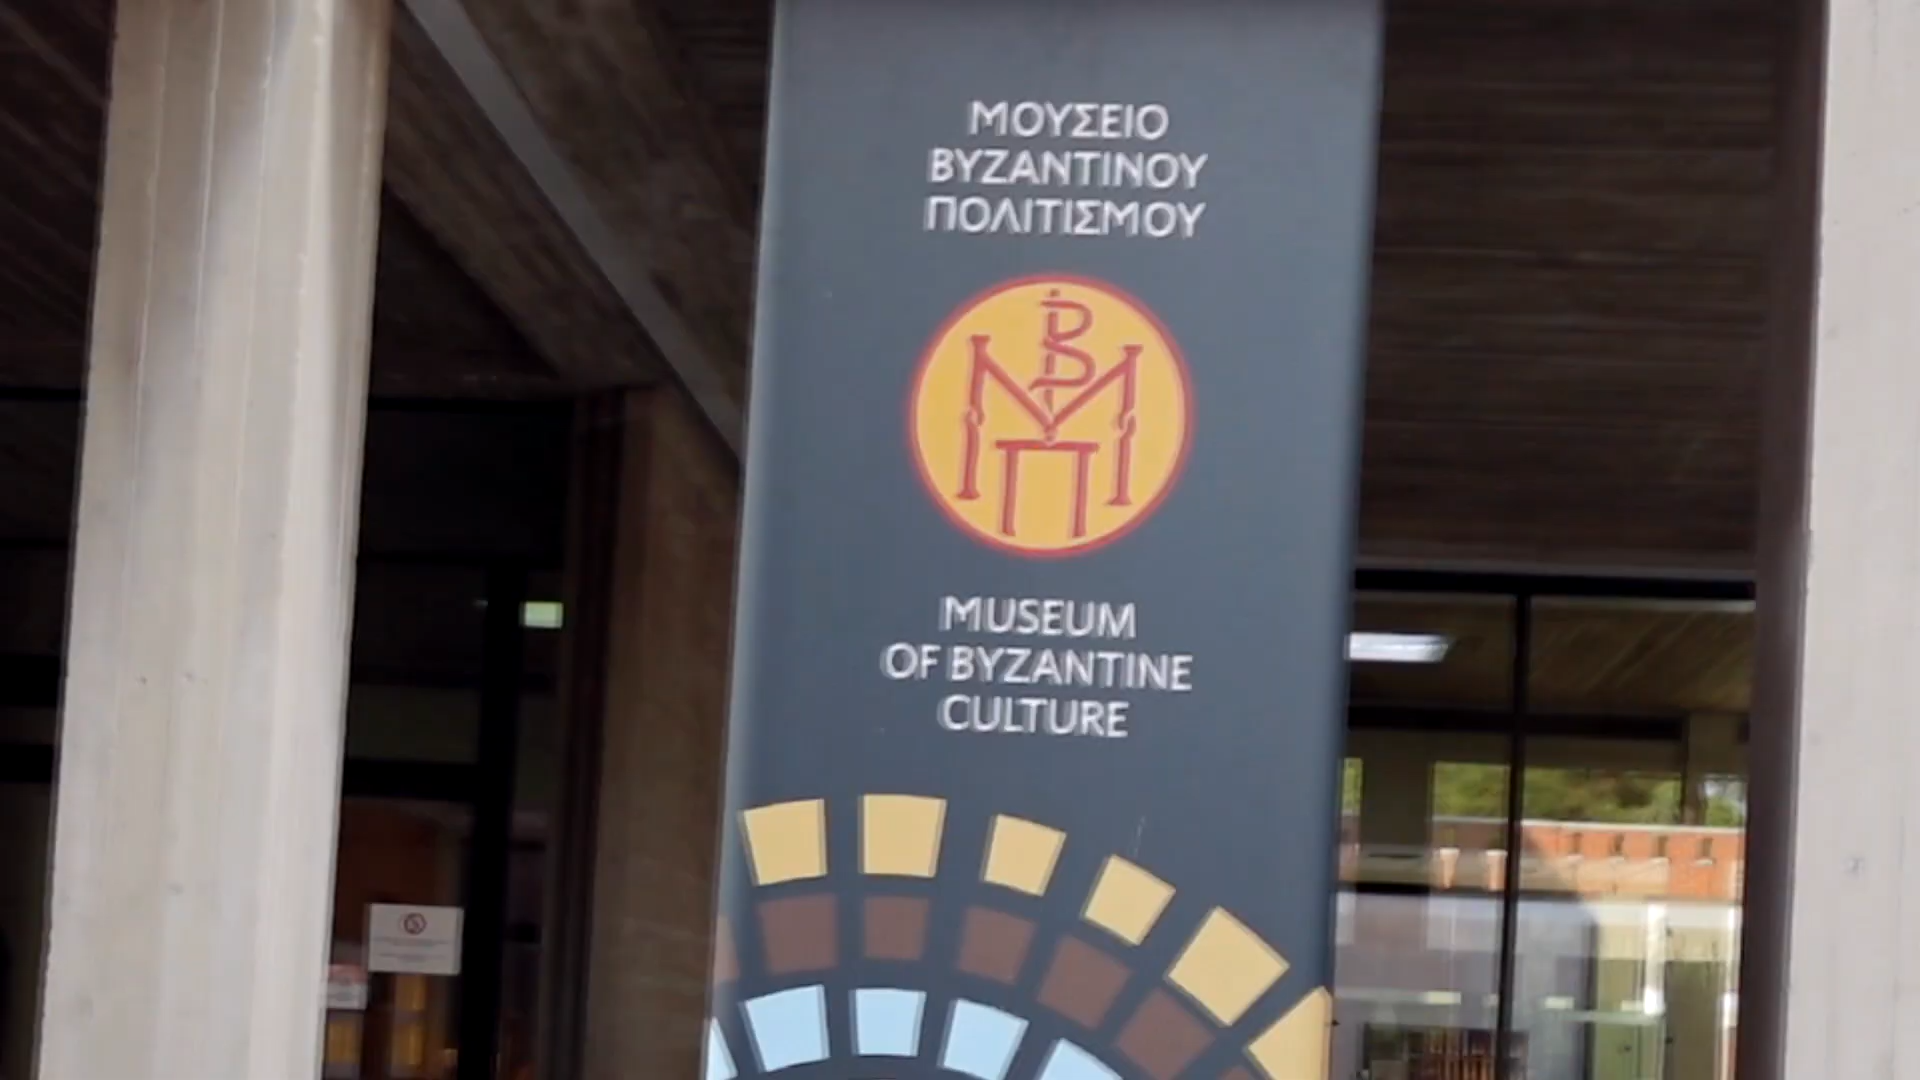 ΜΟΥΣΕΙΟ
ΒΥΖΑΝΤΙΝΟΥ
ΠΟΛΙΤΙΣΜΟΥ
Β
Μ
Π
MUSEUM
OF BYZANTINE
CULTURE